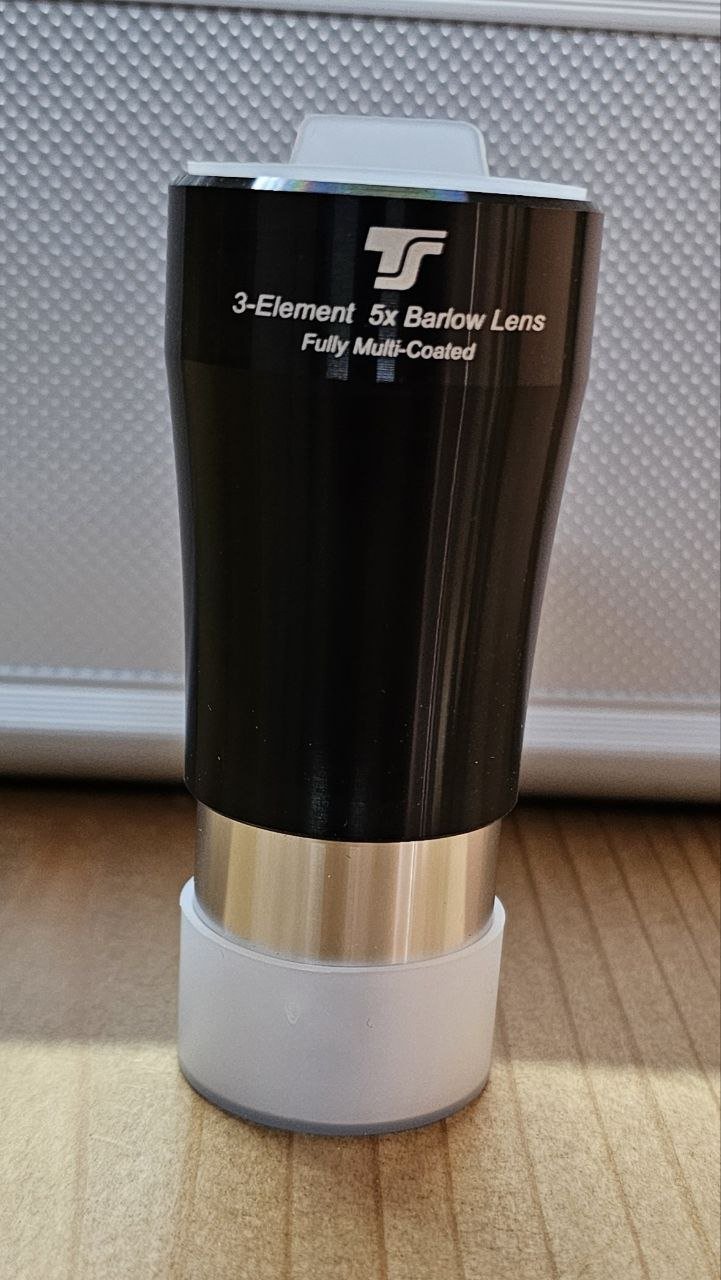 TS
3-Element 5x Barlow Lens
Fully Multi-Coated